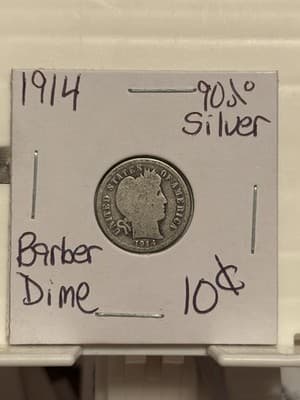 1914
90%
Silver
UNITED STATES OF AMERICA
1914
Barber
Dime
10¢